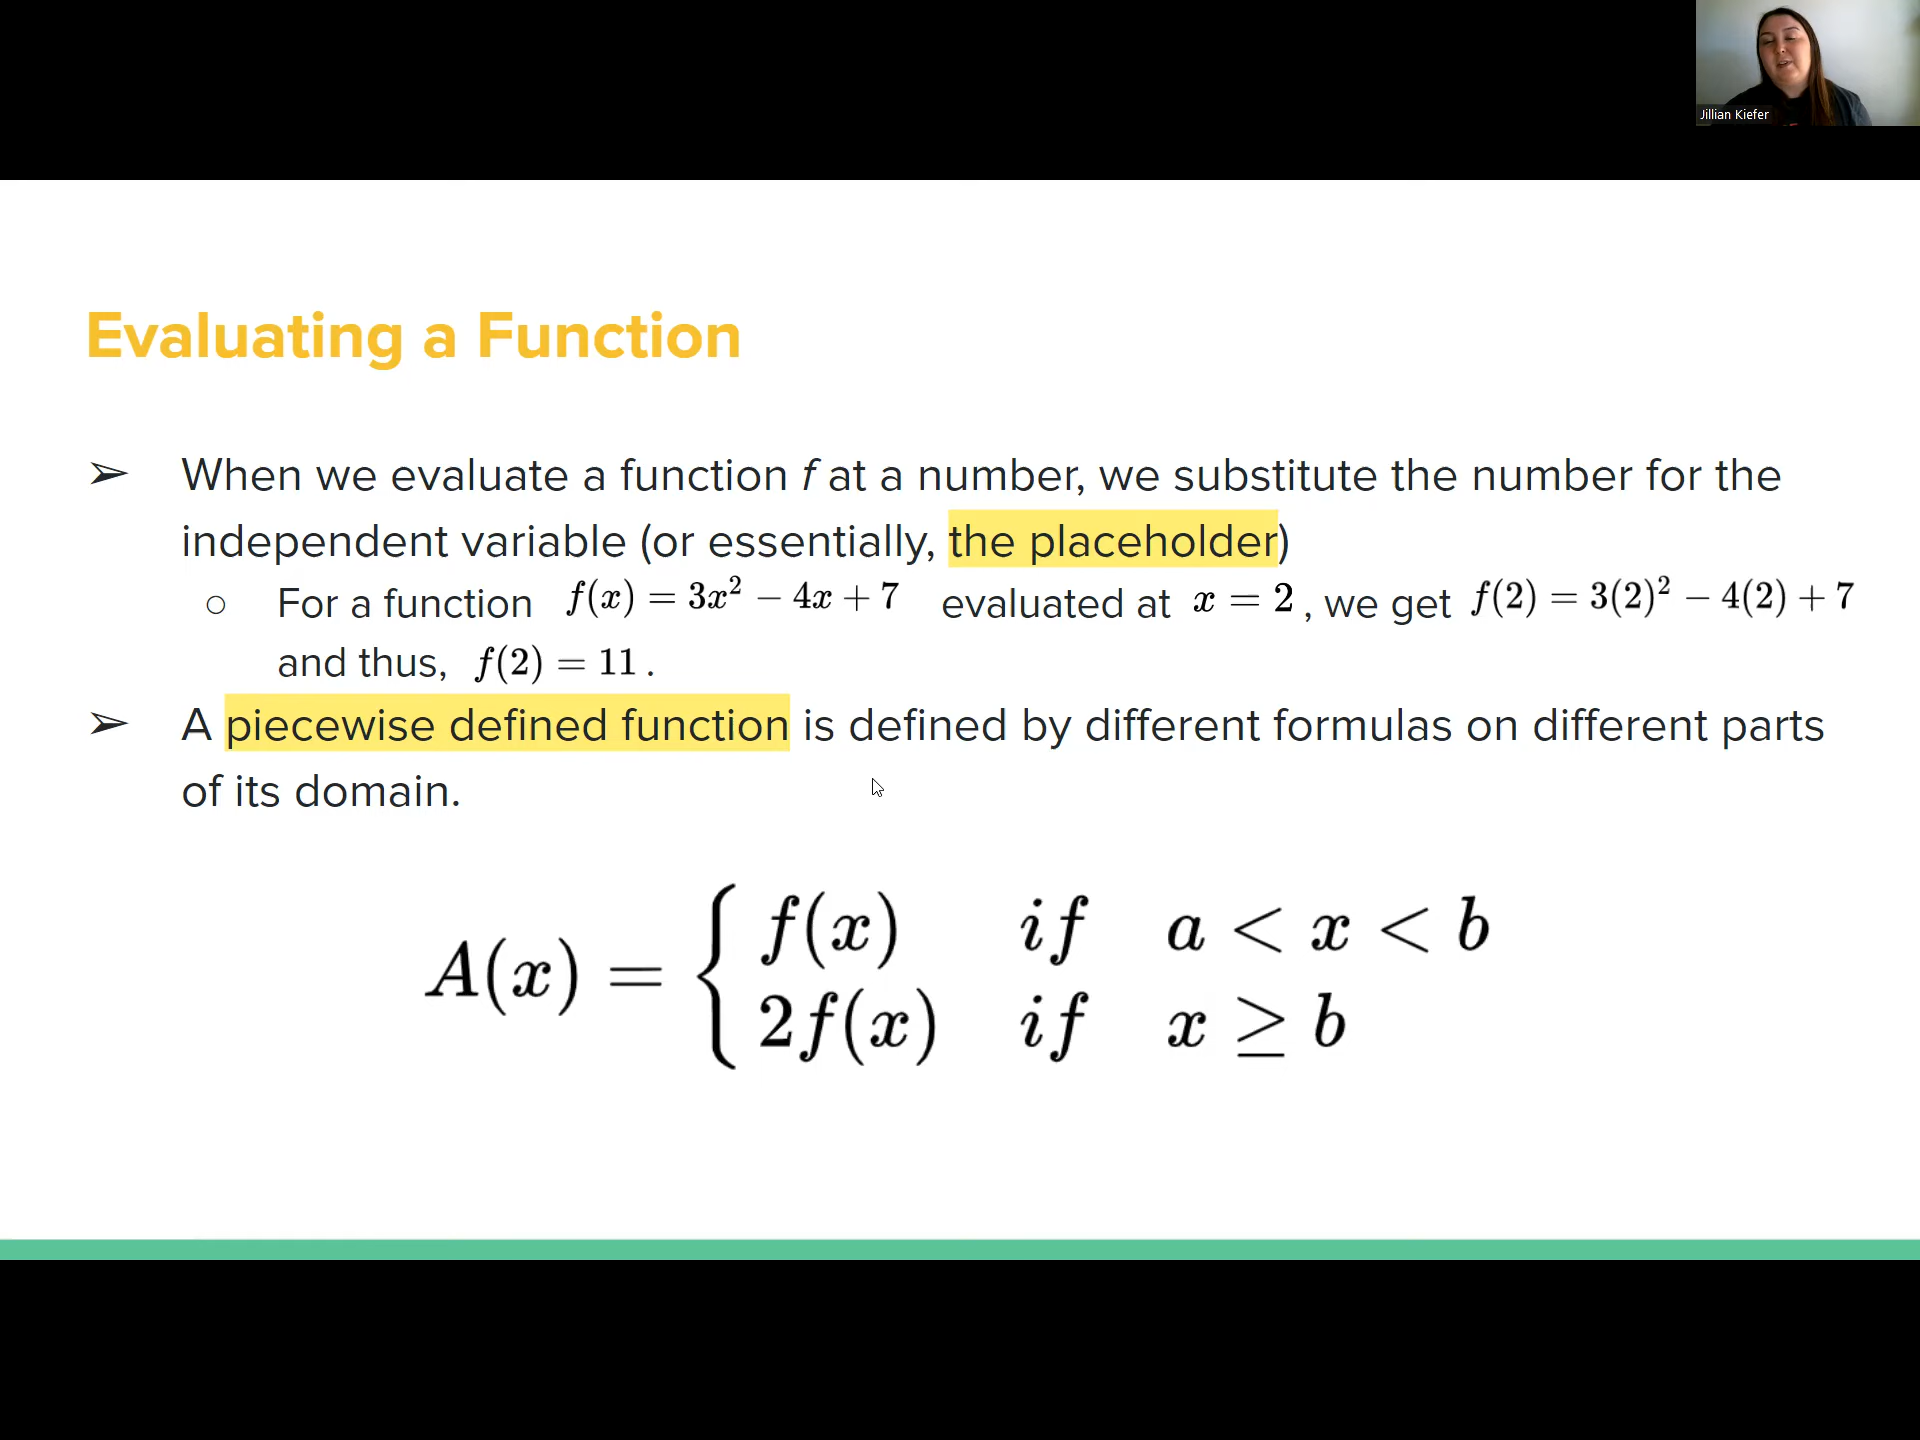 Jillian Kiefer
Evaluating a Function
➢ When we evaluate a function f at a number, we substitute the number for the
independent variable (or essentially, the placeholder)
○ For a function f(x) = 3x² − 4x + 7 evaluated at x = 2, we get f(2) = 3(2)² − 4(2) + 7
and thus, f(2) = 11.
➢ A piecewise defined function is defined by different formulas on different parts
of its domain.
A(x) = { f(x) if a < x < b
2f(x) if x ≥ b